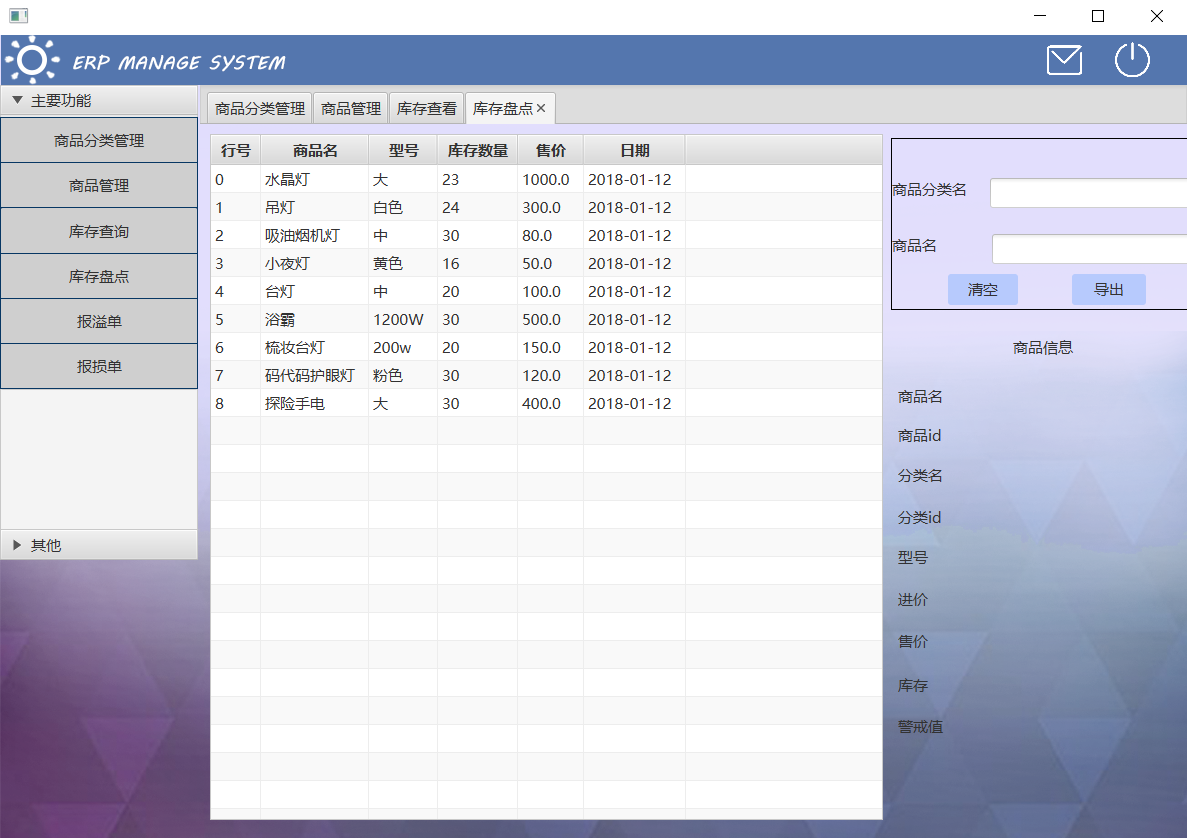 ERP MANAGE SYSTEM
主要功能
商品分类管理
商品管理
库存查询
库存盘点
报溢单
报损单
其他
商品分类管理 商品管理 库存查看 库存盘点
行号 商品名 型号 库存数量 售价 日期
0 水晶灯 大 23 1000.0 2018-01-12
1 吊灯 白色 24 300.0 2018-01-12
2 吸油烟机灯 中 30 80.0 2018-01-12
3 小夜灯 黄色 16 50.0 2018-01-12
4 台灯 中 20 100.0 2018-01-12
5 浴霸 1200W 30 500.0 2018-01-12
6 梳妆台灯 200w 20 150.0 2018-01-12
7 码代码护眼灯 粉色 30 120.0 2018-01-12
8 探险手电 大 30 400.0 2018-01-12
商品分类名
商品名
清空 导出
商品信息
商品名
商品id
分类名
分类id
型号
进价
售价
库存
警戒值